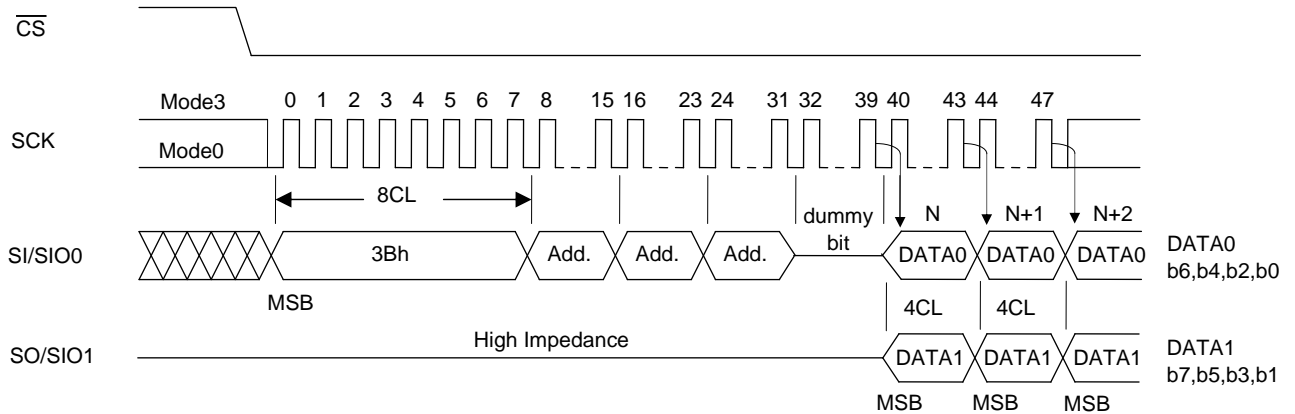 CS
Mode3 0 1 2 3 4 5 6 7 8 15 16 23 24 31 32 39 40 43 44 47
SCK
Mode0
8CL
dummy
bit
N N+1 N+2
SI/SIO0 3Bh Add. Add. Add. DATA0 DATA0 DATA0
DATA0
b6,b4,b2,b0
MSB
4CL 4CL
High Impedance
SO/SIO1 DATA1 DATA1 DATA1
DATA1
b7,b5,b3,b1
MSB MSB MSB